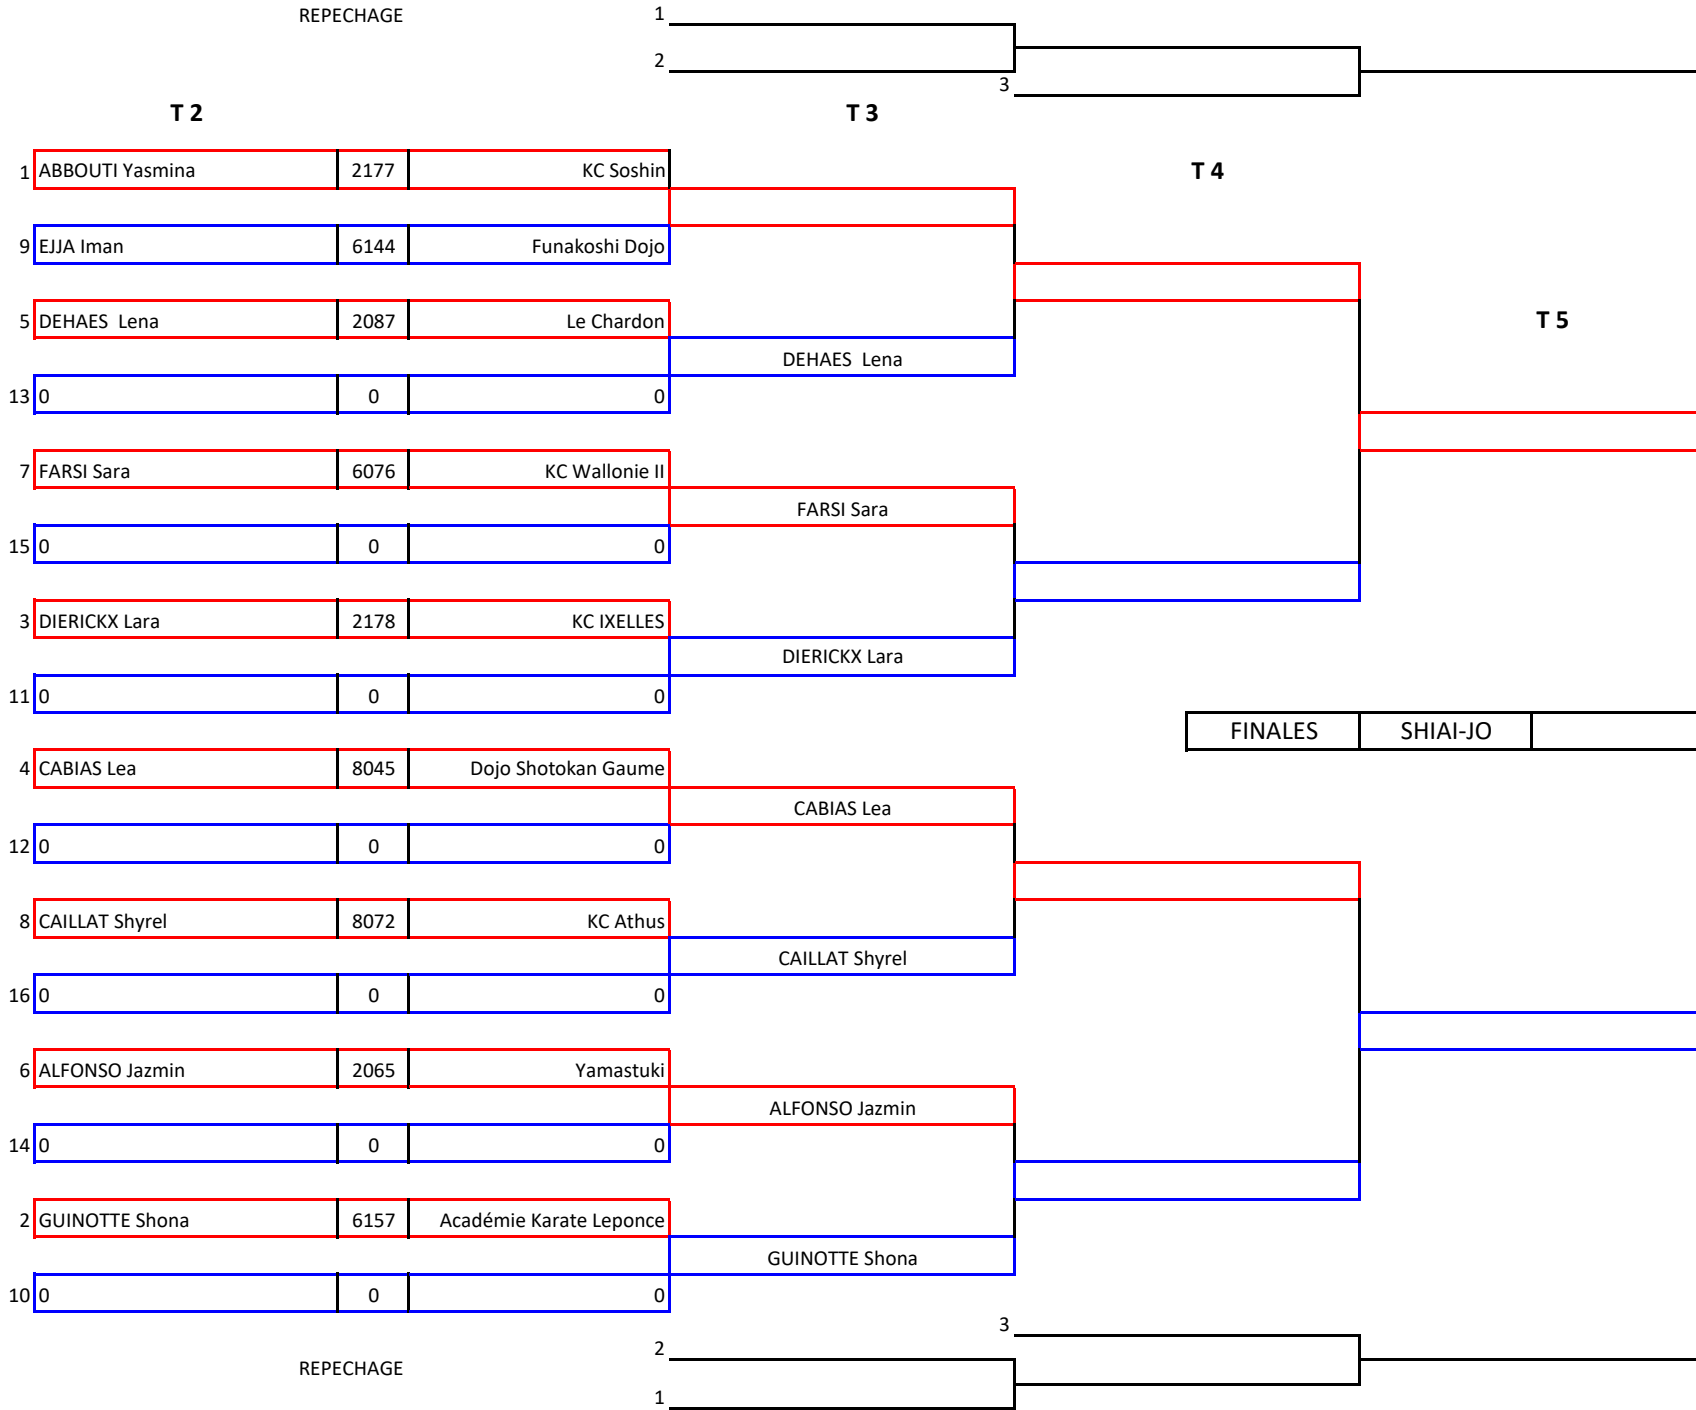 REPECHAGE 1
2
3
T 2 T 3
1 ABBOUTI Yasmina 2177 KC Soshin T 4
9 EJJA Iman 6144 Funakoshi Dojo
5 DEHAES  Lena 2087 Le Chardon T 5
DEHAES  Lena
13 0 0 0
7 FARSI Sara 6076 KC Wallonie II
FARSI Sara
15 0 0 0
3 DIERICKX Lara 2178 KC IXELLES
DIERICKX Lara
11 0 0 0
FINALES SHIAI-JO
4 CABIAS Lea 8045 Dojo Shotokan Gaume
CABIAS Lea
12 0 0 0
8 CAILLAT Shyrel 8072 KC Athus
CAILLAT Shyrel
16 0 0 0
6 ALFONSO Jazmin 2065 Yamastuki
ALFONSO Jazmin
14 0 0 0
2 GUINOTTE Shona 6157 Académie Karate Leponce
GUINOTTE Shona
10 0 0 0
3
2
REPECHAGE
1